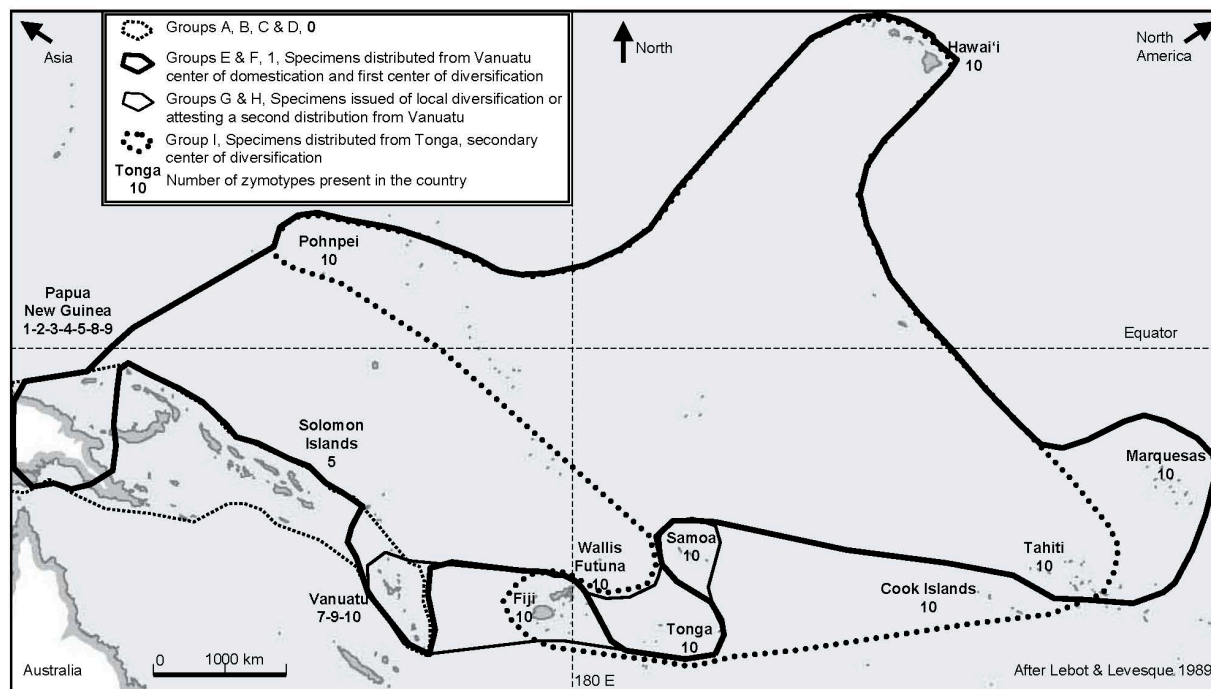 Asia
Groups A, B, C & D, 0
Groups E & F, 1, Specimens distributed from Vanuatu
center of domestication and first center of diversification
Groups G & H, Specimens issued of local diversification or
attesting a second distribution from Vanuatu
Group I, Specimens distributed from Tonga, secondary
center of diversification
Tonga
10
Number of zymotypes present in the country
North
North
America
Hawai‘i
10
Pohnpei
10
Papua
New Guinea
1-2-3-4-5-8-9
Equator
Solomon
Islands
5
Marquesas
10
Wallis
Futuna
10
Samoa
10
Tahiti
10
Vanuatu
7-9-10
Fiji
10
Cook Islands
10
Tonga
10
Australia
0
1000 km
180 E
After Lebot & Levesque 1989